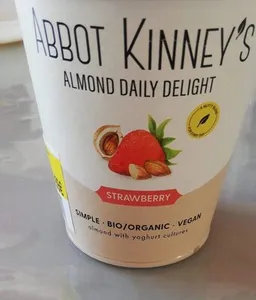 ABBOT KINNEY'S
ALMOND DAILY DELIGHT
STRAWBERRY
SIMPLE · BIO/ORGANIC · VEGAN
almond with yoghurt cultures